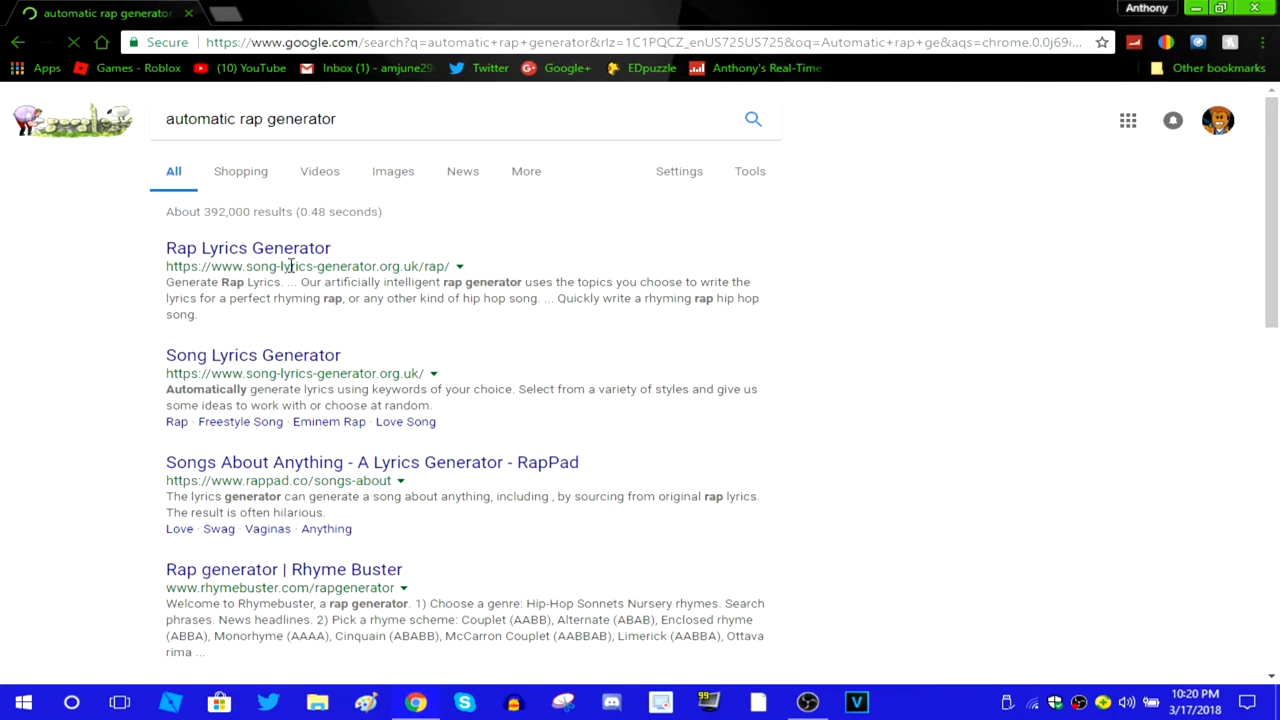 automatic rap generator
Anthony
Secure
https://www.google.com/search?q=automatic+rap+generator&rlz=1C1PQCZ_enUS725US725&oq=Automatic+rap+ge&aqs=chrome.0.0j69i...
Apps
Games - Roblox
(10) YouTube
Inbox (1) - amjune29
Twitter
Google+
EDpuzzle
Anthony's Real-Time
Other bookmarks
automatic rap generator
All Shopping Videos Images News More Settings Tools
About 392,000 results (0.48 seconds)
Rap Lyrics Generator
https://www.song-lyrics-generator.org.uk/rap/
Generate Rap Lyrics. ... Our artificially intelligent rap generator uses the topics you choose to write the
lyrics for a perfect rhyming rap, or any other kind of hip hop song. ... Quickly write a rhyming rap hip hop
song.
Song Lyrics Generator
https://www.song-lyrics-generator.org.uk/
Automatically generate lyrics using keywords of your choice. Select from a variety of styles and give us
some ideas to work with or choose at random.
Rap · Freestyle Song · Eminem Rap · Love Song
Songs About Anything - A Lyrics Generator - RapPad
https://www.rappad.co/songs-about
The lyrics generator can generate a song about anything, including , by sourcing from original rap lyrics.
The result is often hilarious.
Love · Swag · Vaginas · Anything
Rap generator | Rhyme Buster
www.rhymebuster.com/rapgenerator
Welcome to Rhymebuster, a rap generator. 1) Choose a genre: Hip-Hop Sonnets Nursery rhymes. Search
phrases. News headlines. 2) Pick a rhyme scheme: Couplet (AABB), Alternate (ABAB), Enclosed rhyme
(ABBA), Monorhyme (AAAA), Cinquain (ABABB), McCarron Couplet (AABBAB), Limerick (AABBA), Ottava
rima ...
99
V
10:20 PM
3/17/2018